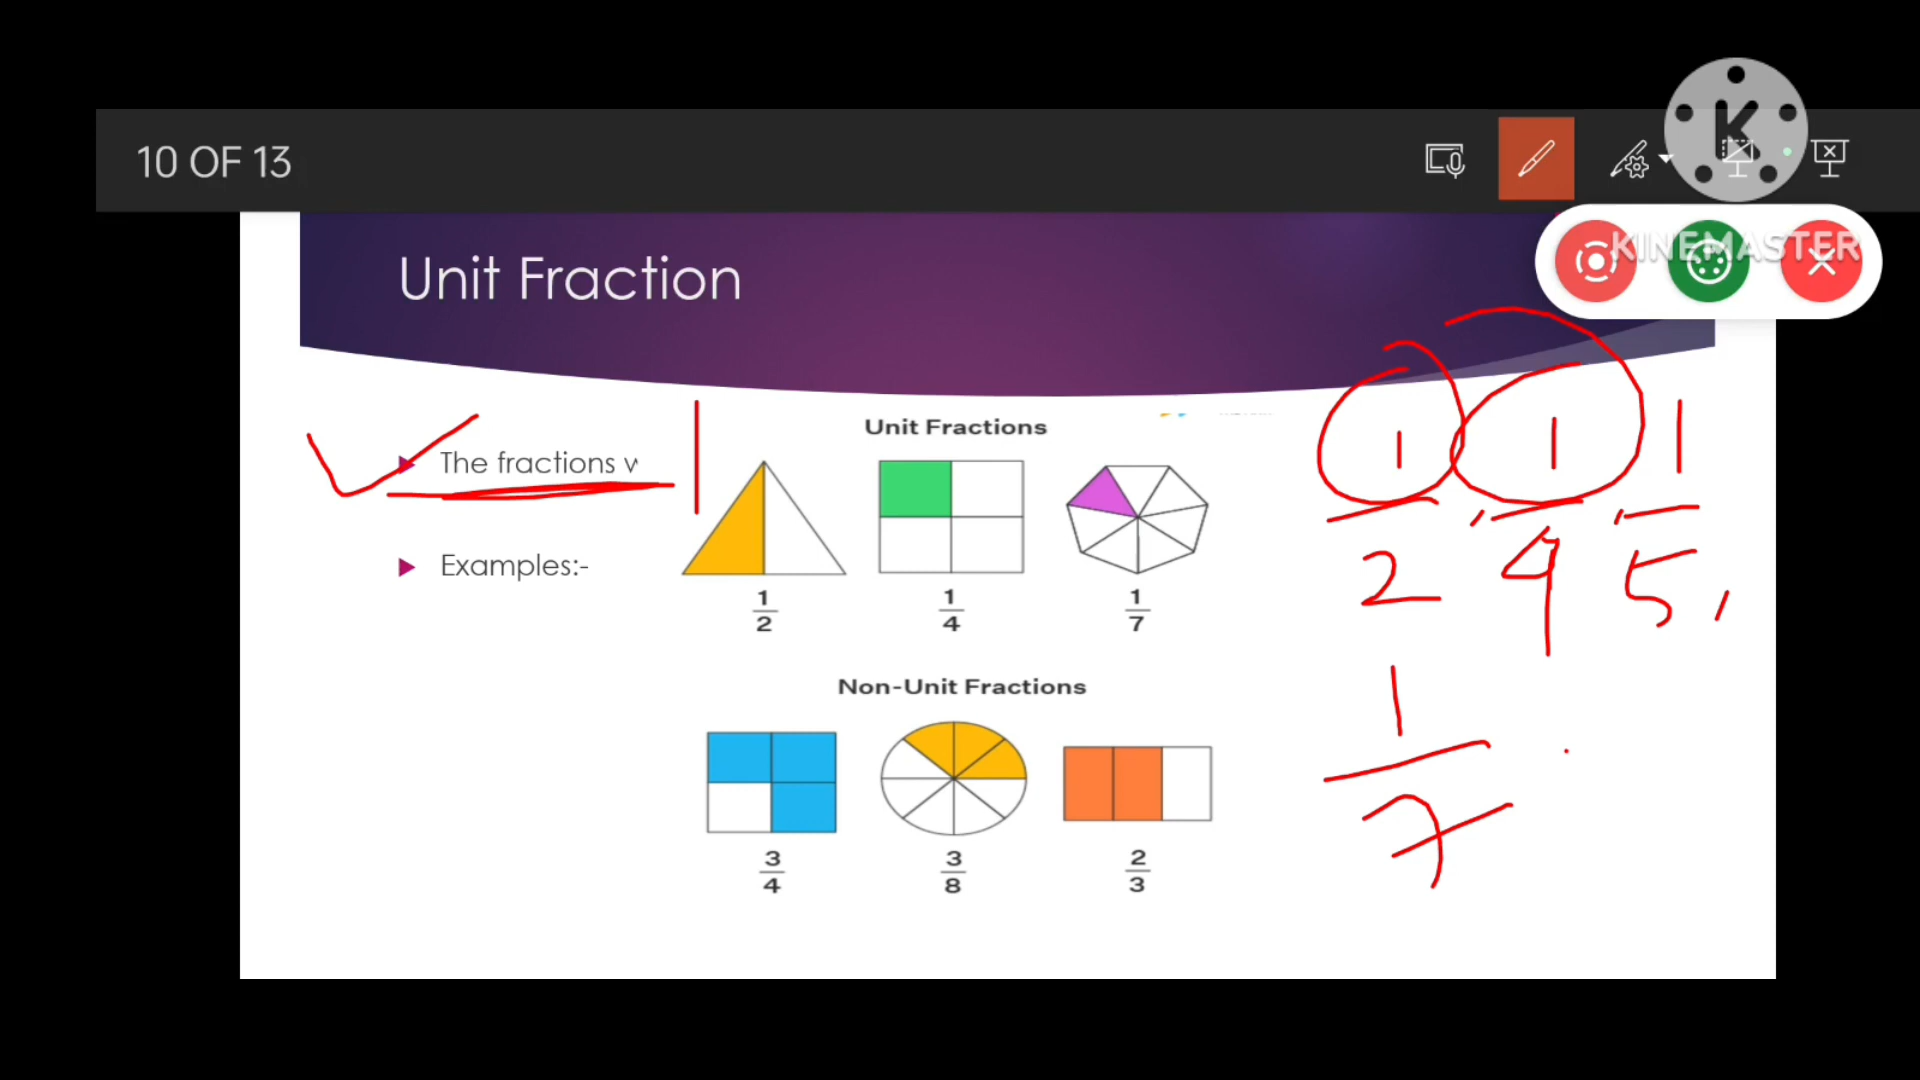 10 OF 13
K
KINEMASTER
Unit Fraction
The fractions w
Examples:-
Unit Fractions
1/2
1/4
1/7
Non-Unit Fractions
3/4
3/8
2/3
1/2, 1/4, 1/5,
1/7